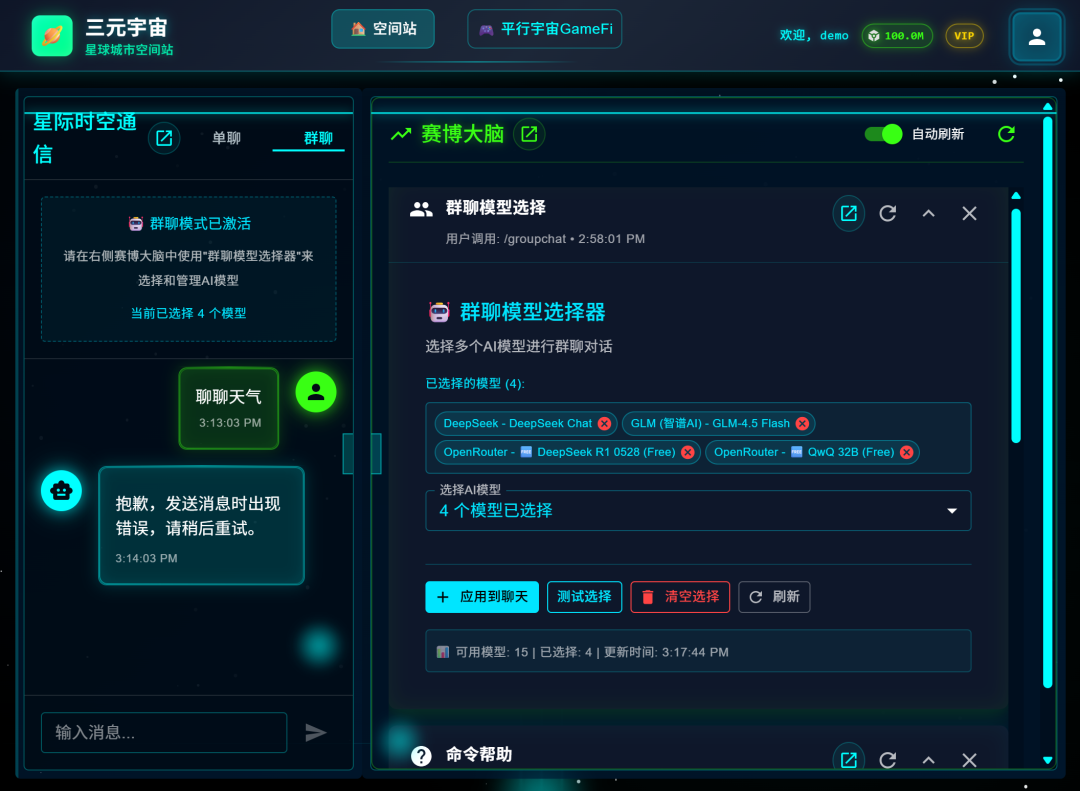 三元宇宙
星球城市空间站
空间站
平行宇宙GameFi
欢迎, demo
100.0M
VIP
星际时空通
信
单聊
群聊
群聊模式已激活
请在右侧赛博大脑中使用"群聊模型选择器"来
选择和管理AI模型
当前已选择 4 个模型
聊聊天气
3:13:03 PM
抱歉，发送消息时出现
错误，请稍后重试。
3:14:03 PM
输入消息...
赛博大脑
自动刷新
群聊模型选择
用户调用: /groupchat • 2:58:01 PM
群聊模型选择器
选择多个AI模型进行群聊对话
已选择的模型 (4):
DeepSeek - DeepSeek Chat
GLM (智谱AI) - GLM-4.5 Flash
OpenRouter - 🆓 DeepSeek R1 0528 (Free)
OpenRouter - 🆓 QwQ 32B (Free)
选择AI模型
4 个模型已选择
应用到聊天
测试选择
清空选择
刷新
可用模型: 15 | 已选择: 4 | 更新时间: 3:17:44 PM
命令帮助